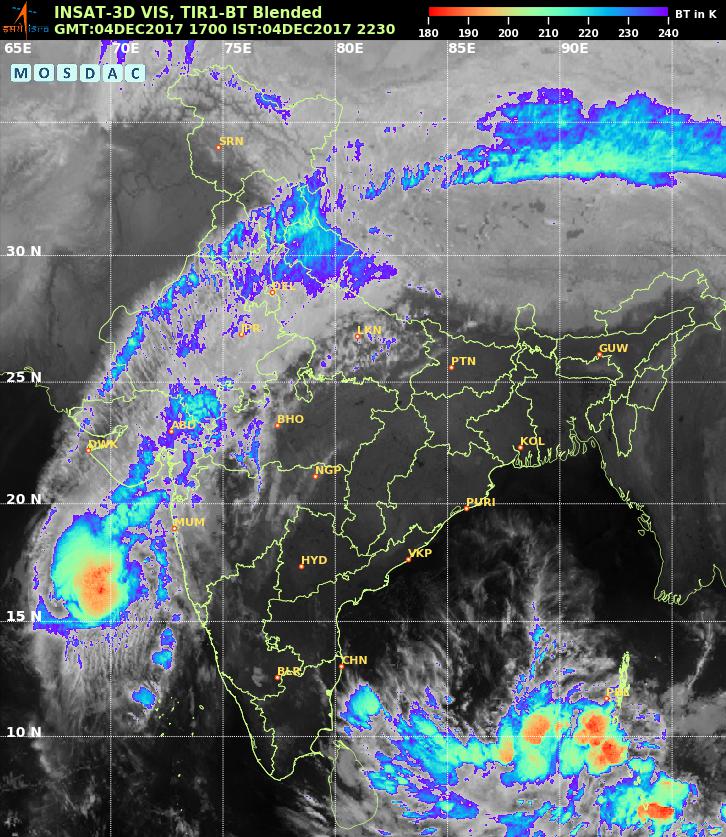 INSAT-3D VIS, TIR1-BT Blended
GMT:04DEC2017 1700 IST:04DEC2017 2230
BT in K
180 190 200 210 220 230 240
65E 70E 75E 80E 85E 90E
MOSDAC
SRN
30 N
DEL
JPR
LKN
GUW
PTN
25 N
ABD
BHO
DWK
KOL
NGP
20 N
PURI
MUM
VKP
HYD
15 N
CHN
BLR
PBL
10 N